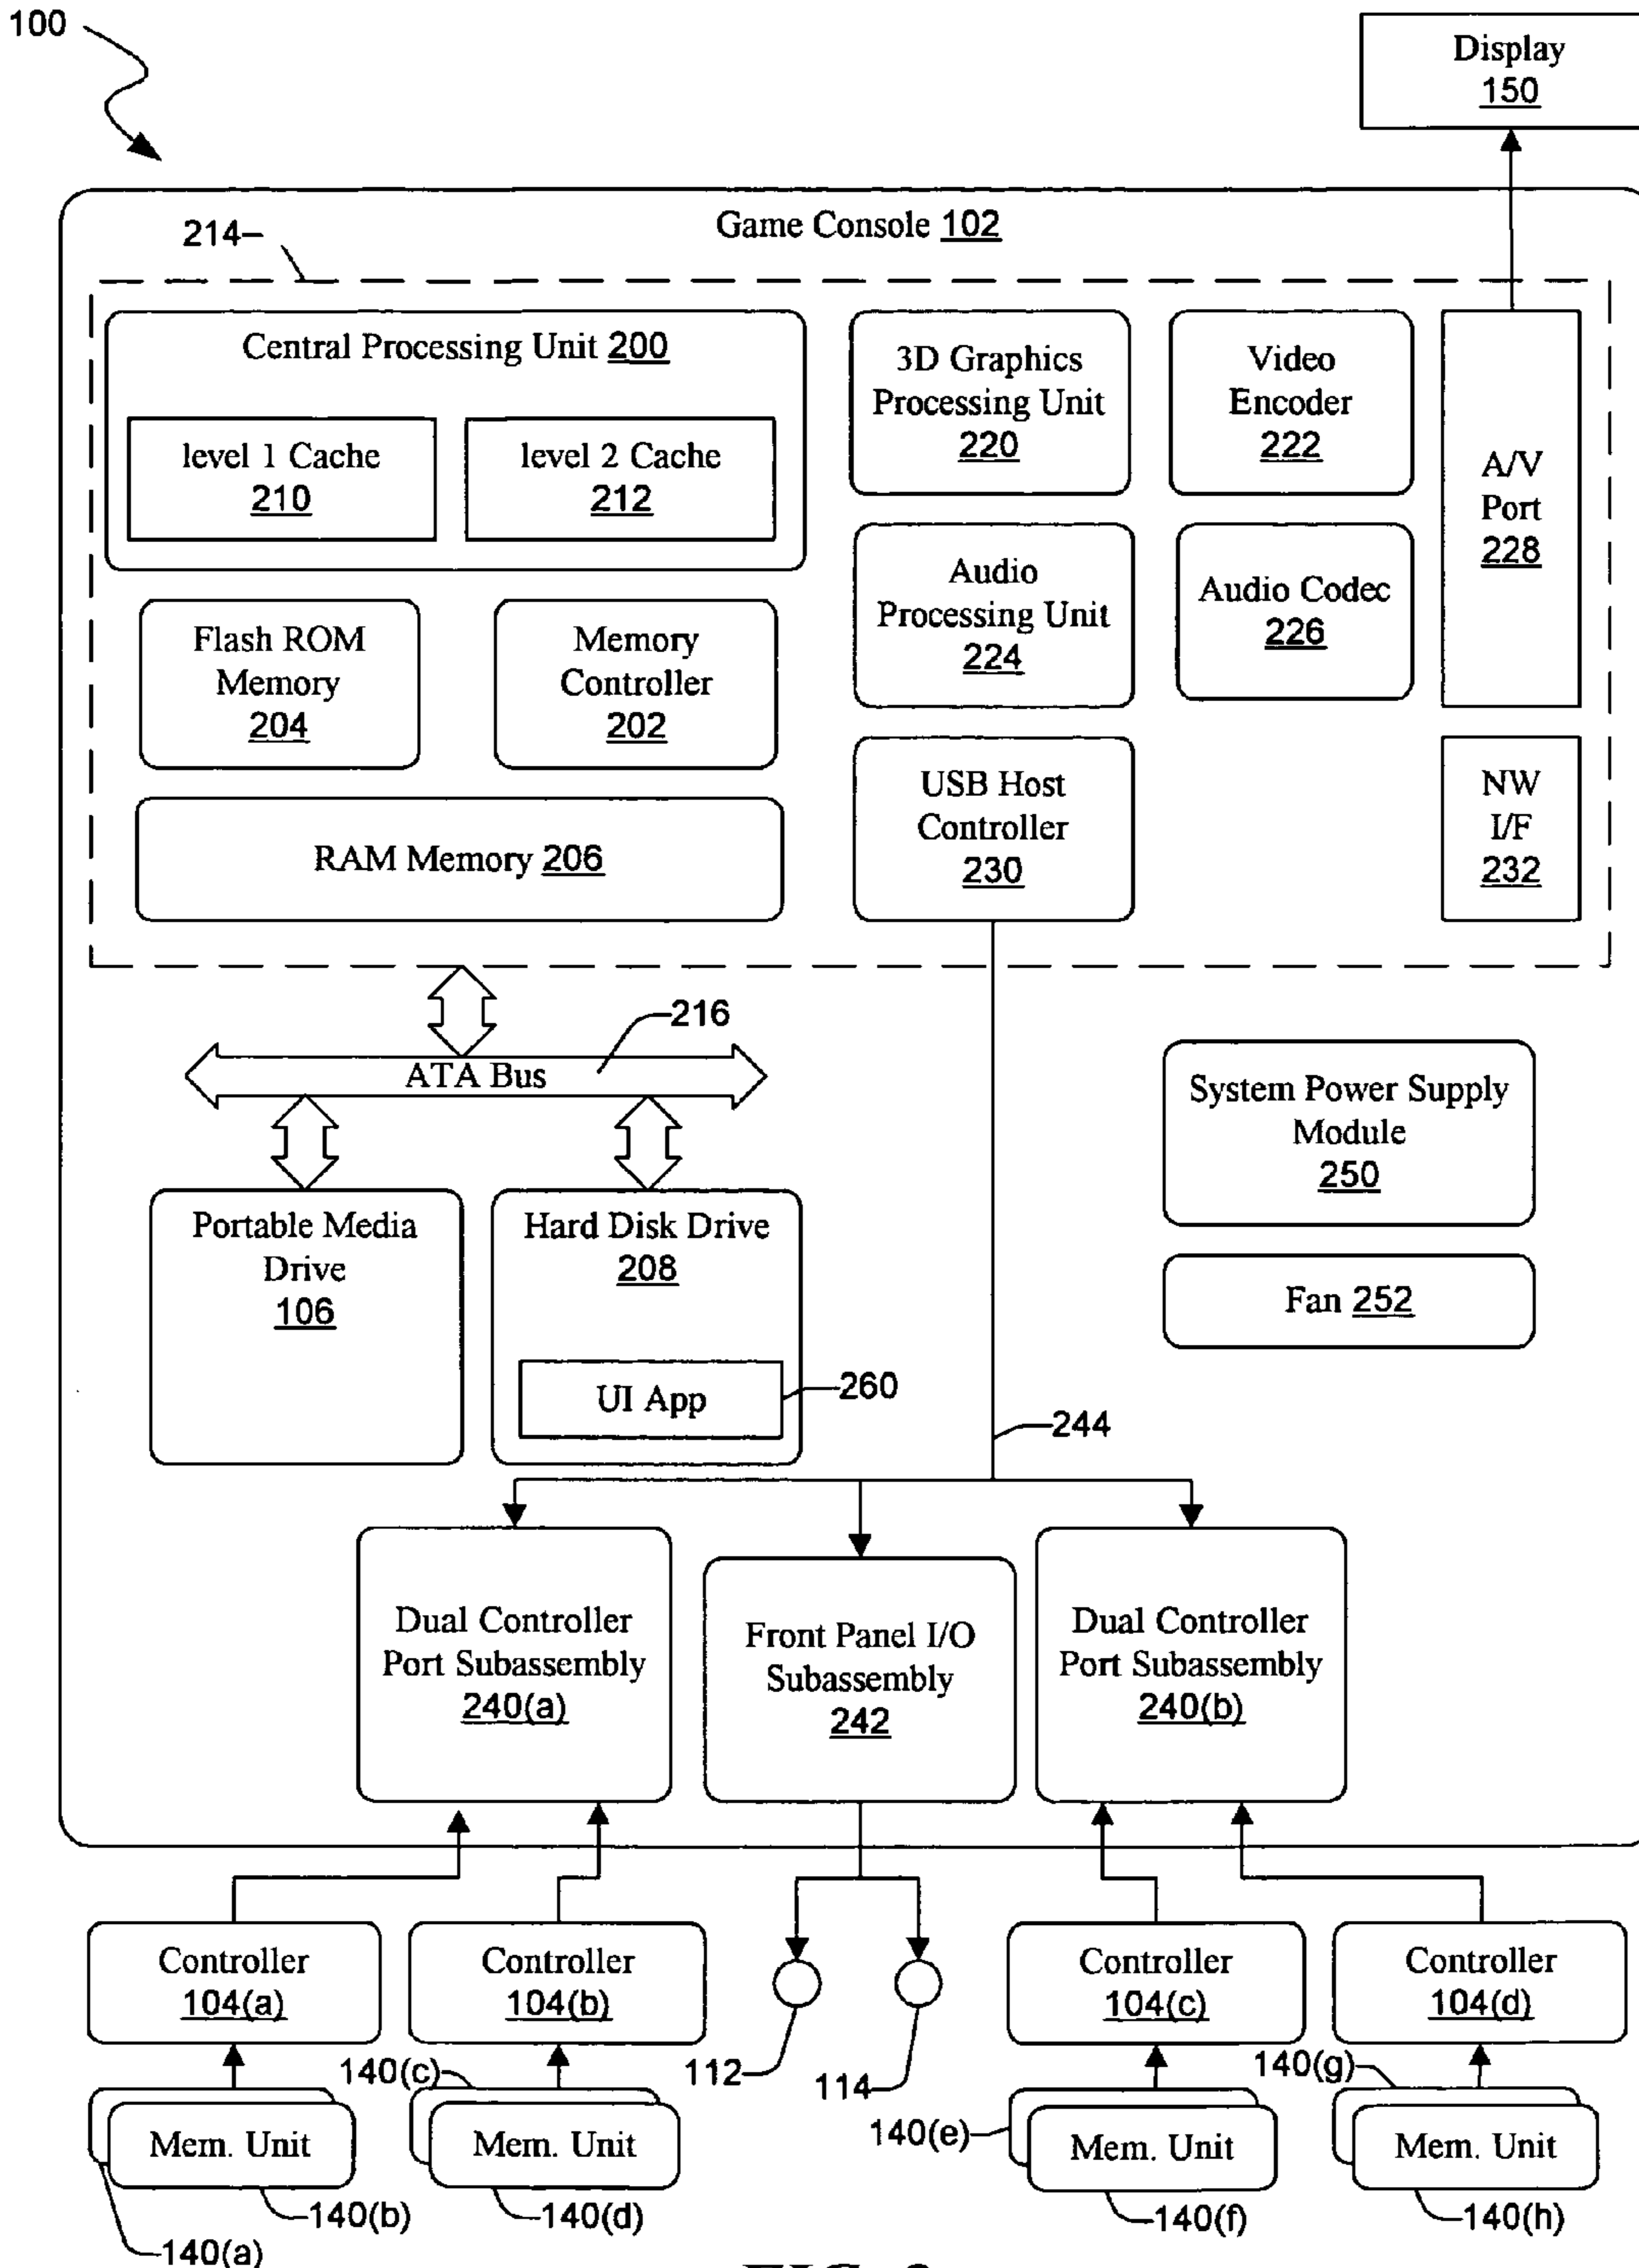 100
Display
150
Game Console 102
214
Central Processing Unit 200
level 1 Cache
210
level 2 Cache
212
3D Graphics
Processing Unit
220
Video
Encoder
222
A/V
Port
228
Flash ROM
Memory
204
Memory
Controller
202
Audio
Processing Unit
224
Audio Codec
226
RAM Memory 206
USB Host
Controller
230
NW
I/F
232
216
ATA Bus
System Power Supply
Module
250
Portable Media
Drive
106
Hard Disk Drive
208
Fan 252
UI App
260
244
Dual Controller
Port Subassembly
240(a)
Front Panel I/O
Subassembly
242
Dual Controller
Port Subassembly
240(b)
Controller
104(a)
Controller
104(b)
Controller
104(c)
Controller
104(d)
112
114
140(c)
140(g)
140(e)
Mem. Unit
Mem. Unit
Mem. Unit
Mem. Unit
140(b)
140(d)
140(f)
140(h)
140(a)